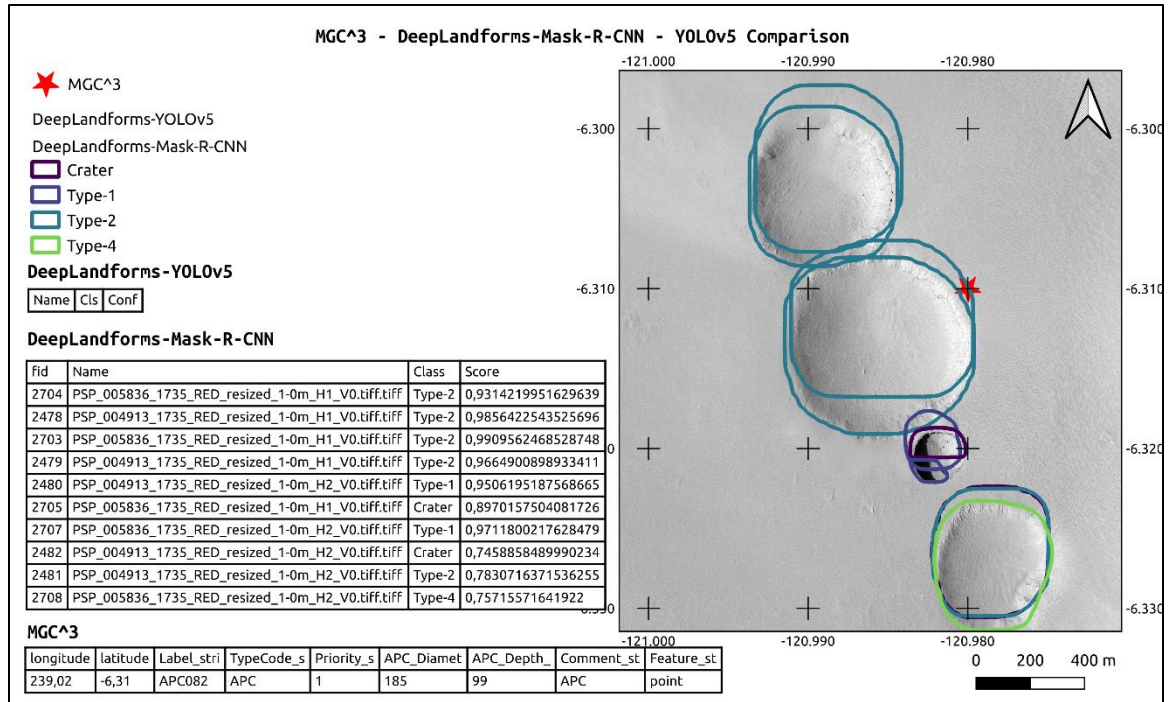 MGC^3 - DeepLandforms-Mask-R-CNN - YOLOv5 Comparison
MGC^3
DeepLandforms-YOLOv5
DeepLandforms-Mask-R-CNN
Crater
Type-1
Type-2
Type-4
DeepLandforms-YOLOv5
Name Cls Conf
DeepLandforms-Mask-R-CNN
fid Name Class Score
2704 PSP_005836_1735_RED_resized_1-0m_H1_V0.tiff.tiff Type-2 0,9314219951629639
2478 PSP_004913_1735_RED_resized_1-0m_H1_V0.tiff.tiff Type-2 0,9856422543525696
2703 PSP_005836_1735_RED_resized_1-0m_H1_V0.tiff.tiff Type-2 0,9909562468528748
2479 PSP_004913_1735_RED_resized_1-0m_H1_V0.tiff.tiff Type-2 0,9664900898933411
2480 PSP_004913_1735_RED_resized_1-0m_H2_V0.tiff.tiff Type-1 0,9506195187568665
2705 PSP_005836_1735_RED_resized_1-0m_H1_V0.tiff.tiff Crater 0,8970157504081726
2707 PSP_005836_1735_RED_resized_1-0m_H2_V0.tiff.tiff Type-1 0,9711800217628479
2482 PSP_004913_1735_RED_resized_1-0m_H2_V0.tiff.tiff Crater 0,7458858489990234
2481 PSP_004913_1735_RED_resized_1-0m_H2_V0.tiff.tiff Type-2 0,7830716371536255
2708 PSP_005836_1735_RED_resized_1-0m_H2_V0.tiff.tiff Type-4 0,75715571641922
MGC^3
longitude latitude Label_stri TypeCode_s Priority_s APC_Diamet APC_Depth_ Comment_st Feature_st
239,02 -6,31 APC082 APC 1 185 99 APC point
-121.000 -120.990 -120.980
-6.300 -6.300
-6.310 -6.310
0 -6.320
-6.330
-121.000 -120.990 -120.980
0 200 400 m